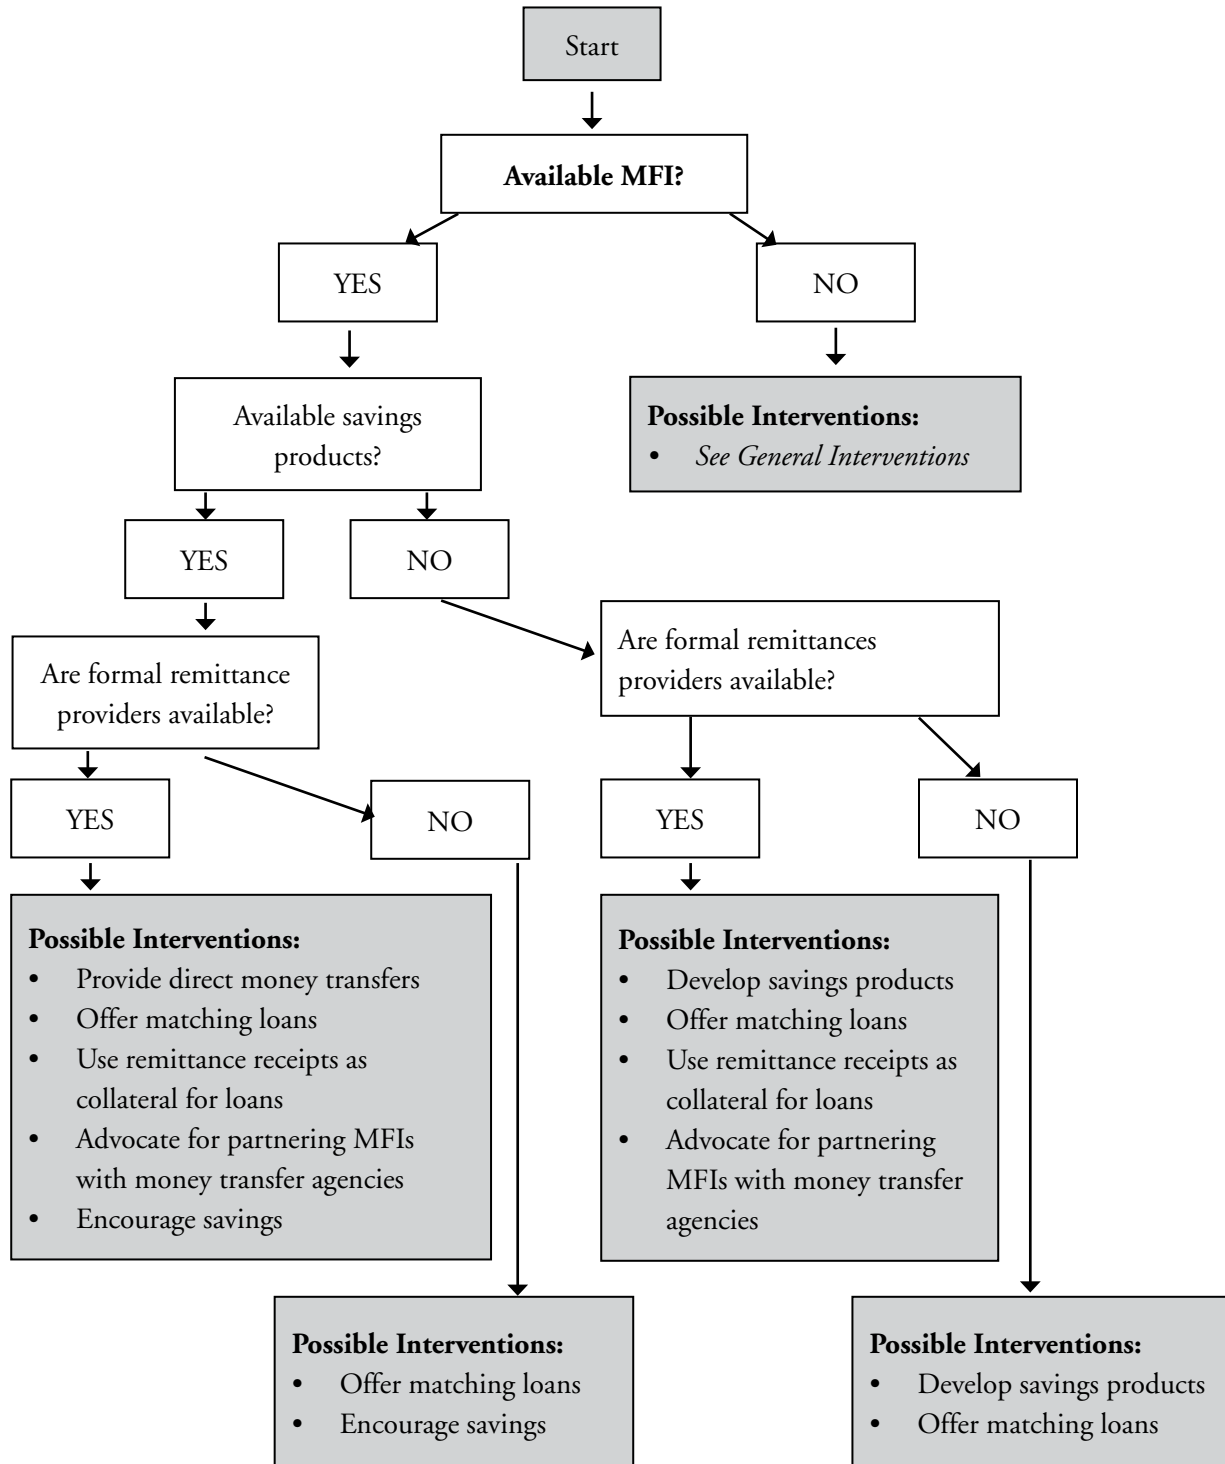 Start
Available MFI?
YES
NO
Available savings
products?
Possible Interventions:
• See General Interventions
YES
NO
Are formal remittance
providers available?
Are formal remittances
providers available?
YES
NO
YES
NO
Possible Interventions:
• Provide direct money transfers
• Offer matching loans
• Use remittance receipts as
collateral for loans
• Advocate for partnering MFIs
with money transfer agencies
• Encourage savings
Possible Interventions:
• Develop savings products
• Offer matching loans
• Use remittance receipts as
collateral for loans
• Advocate for partnering
MFIs with money transfer
agencies
Possible Interventions:
• Offer matching loans
• Encourage savings
Possible Interventions:
• Develop savings products
• Offer matching loans